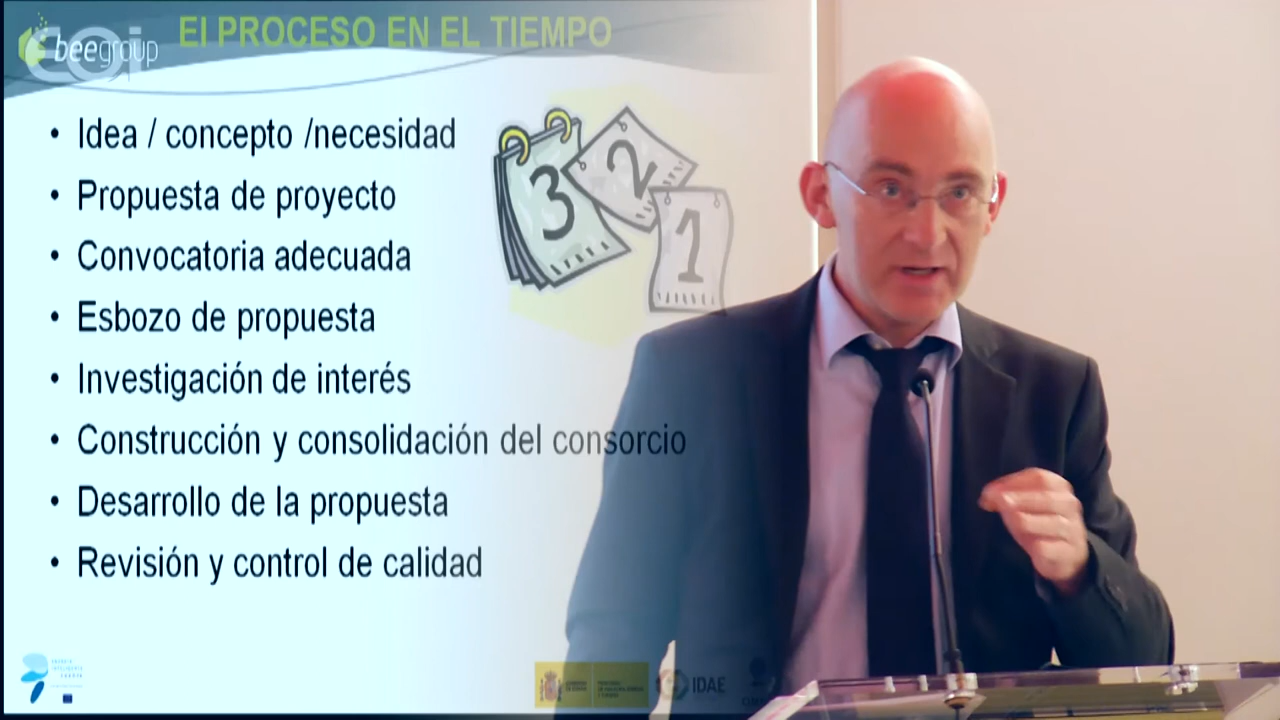 El PROCESO EN EL TIEMPO
eoi
beegroup
• Idea / concepto /necesidad
• Propuesta de proyecto
• Convocatoria adecuada
• Esbozo de propuesta
• Investigación de interés
• Construcción y consolidación del consorcio
• Desarrollo de la propuesta
• Revisión y control de calidad
3
2
1
IDAE